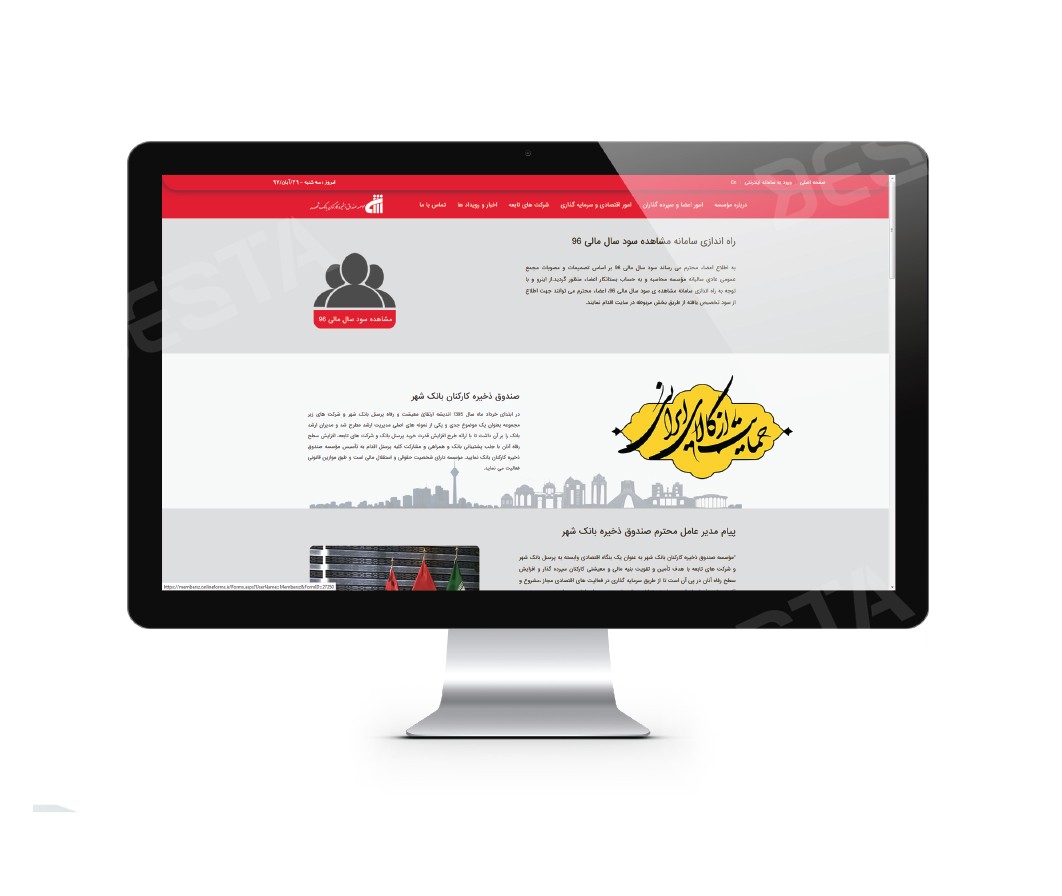 صفحه اصلی
ورود به سامانه اینترنتی
En
امروز : سه شنبه - ۲۹/آبان/۹۷
درباره مؤسسه
امور اعضا و سپرده گذاران
امور اقتصادی و سرمایه گذاری
شرکت های تابعه
اخبار و رویداد ها
تماس با ما
راه اندازی سامانه مشاهده سود سال مالی 96
به اطلاع اعضاء محترم می رساند سود سال مالی 96 بر اساس تصمیمات و مصوبات مجمع
عمومی عادی سالیانه مؤسسه محاسبه و به حساب بستانکار اعضاء منظور گردید.از اینرو و با
توجه به راه اندازی سامانه مشاهده ی سود سال مالی 96، اعضاء محترم می توانند جهت اطلاع
از سود تخصیص یافته از طریق بخش مربوطه در سایت اقدام نمایند.
مشاهده سود سال مالی 96
حمایت از کالای ایرانی
صندوق ذخیره کارکنان بانک شهر
در ابتدای خرداد ماه سال 1395 اندیشه ارتقای معیشت و رفاه پرسنل بانک شهر و شرکت های زیر
مجموعه بعنوان یک موضوع جدی و یکی از نمونه های اصلی مدیریت ارشد مطرح شد و مدیران ارشد
بانک را بر آن داشت تا با ارائه طرح افزایش قدرت خرید پرسنل بانک و شرکت های تابعه، افزایش سطح
رفاه آنان با جلب پشتیبانی بانک و همراهی و مشارکت کلیه پرسنل اقدام به تأسیس مؤسسه صندوق
ذخیره کارکنان بانک نمایند. مؤسسه دارای شخصیت حقوقی و استقلال مالی است و طبق موازین قانونی
فعالیت می نماید.
پیام مدیر عامل محترم صندوق ذخیره بانک شهر
"مؤسسه صندوق ذخیره کارکنان بانک شهر به عنوان یک بنگاه اقتصادی وابسته به پرسنل بانک شهر
و شرکت های تابعه با هدف تأمین و تقویت بنیه مالی و معیشتی کارکنان سپرده گذار و افزایش
سطح رفاه آنان در پی آن است تا از طریق سرمایه گذاری در فعالیت های اقتصادی مجاز ،مشروع و
BESTA